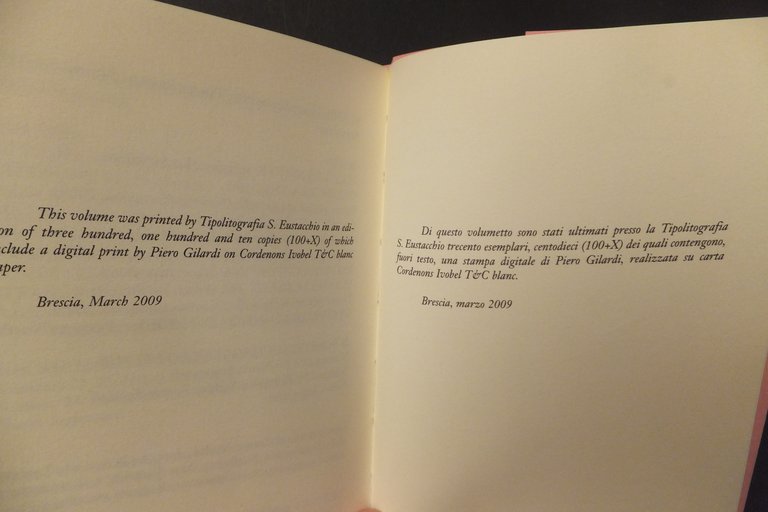 This volume was printed by Tipolitografia S. Eustacchio in an edi-
on of three hundred, one hundred and ten copies (100+X) of which
clude a digital print by Piero Gilardi on Cordenons Ivobel T&C blanc
aper.
Brescia, March 2009
Di questo volumetto sono stati ultimati presso la Tipolitografia
S. Eustacchio trecento esemplari, centodieci (100+X) dei quali contengono,
fuori testo, una stampa digitale di Piero Gilardi, realizzata su carta
Cordenons Ivobel T&C blanc.
Brescia, marzo 2009